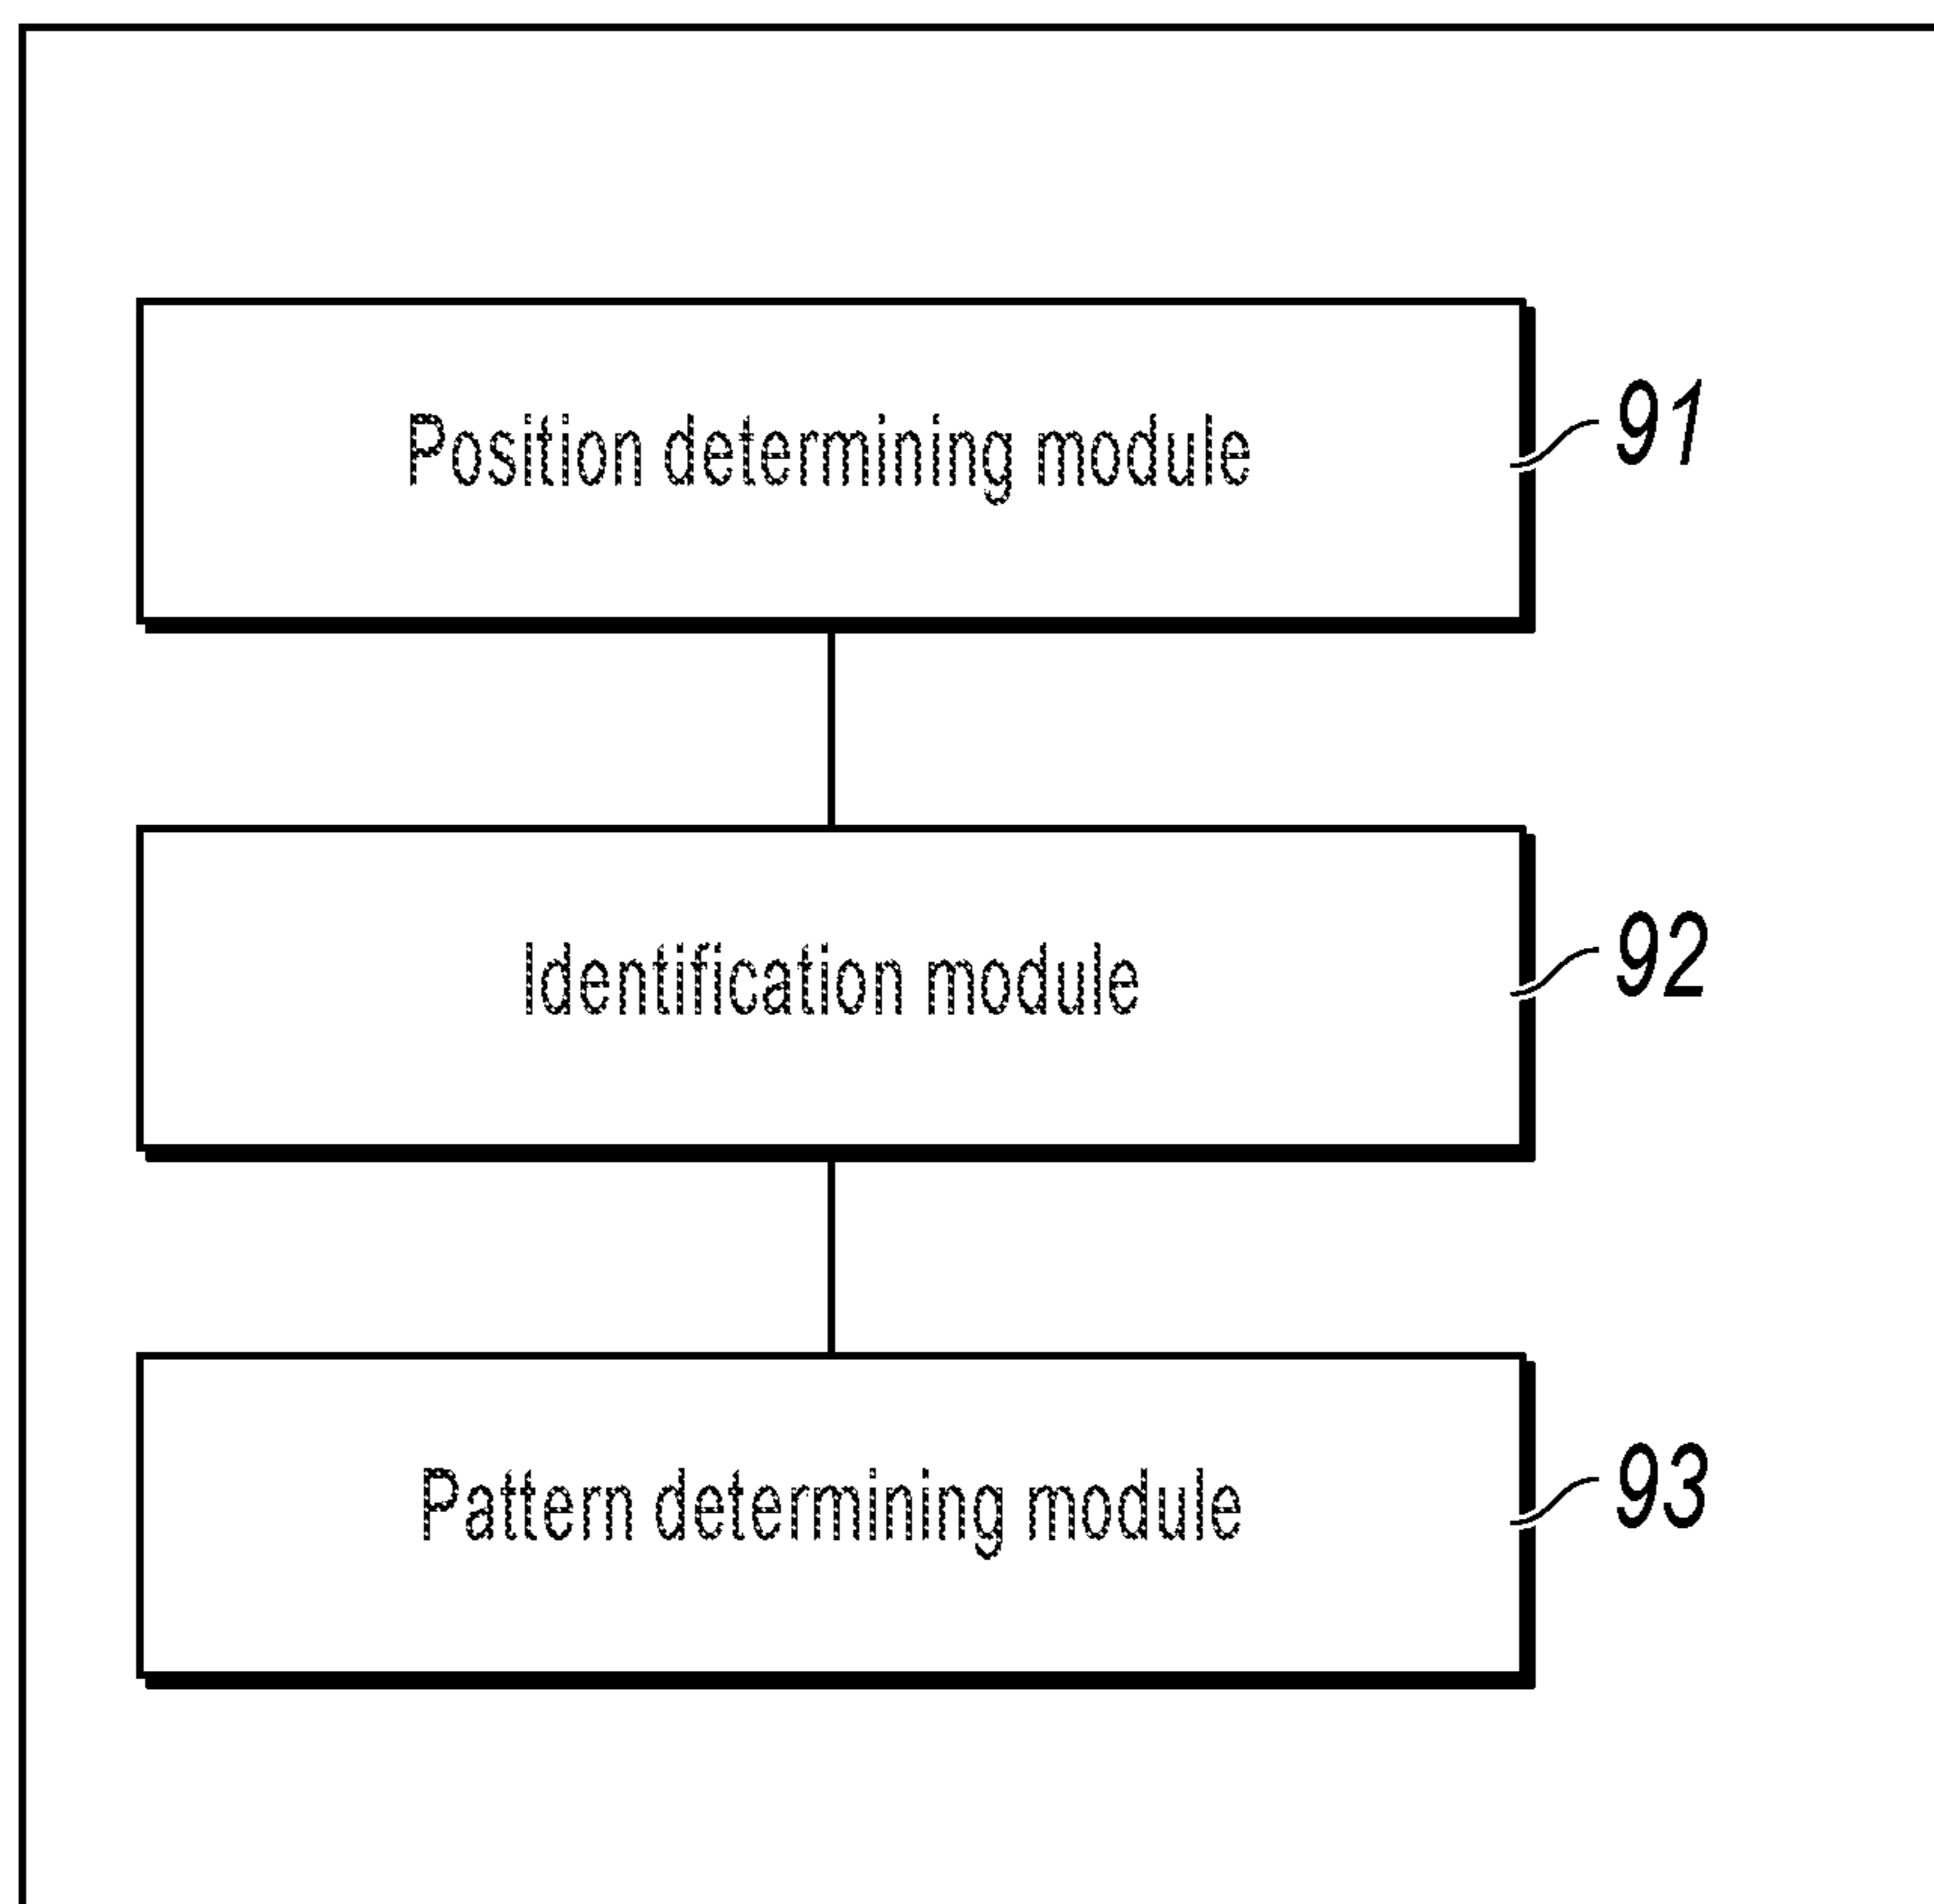 Position determining module
91
Identification module
92
Pattern determining module
93